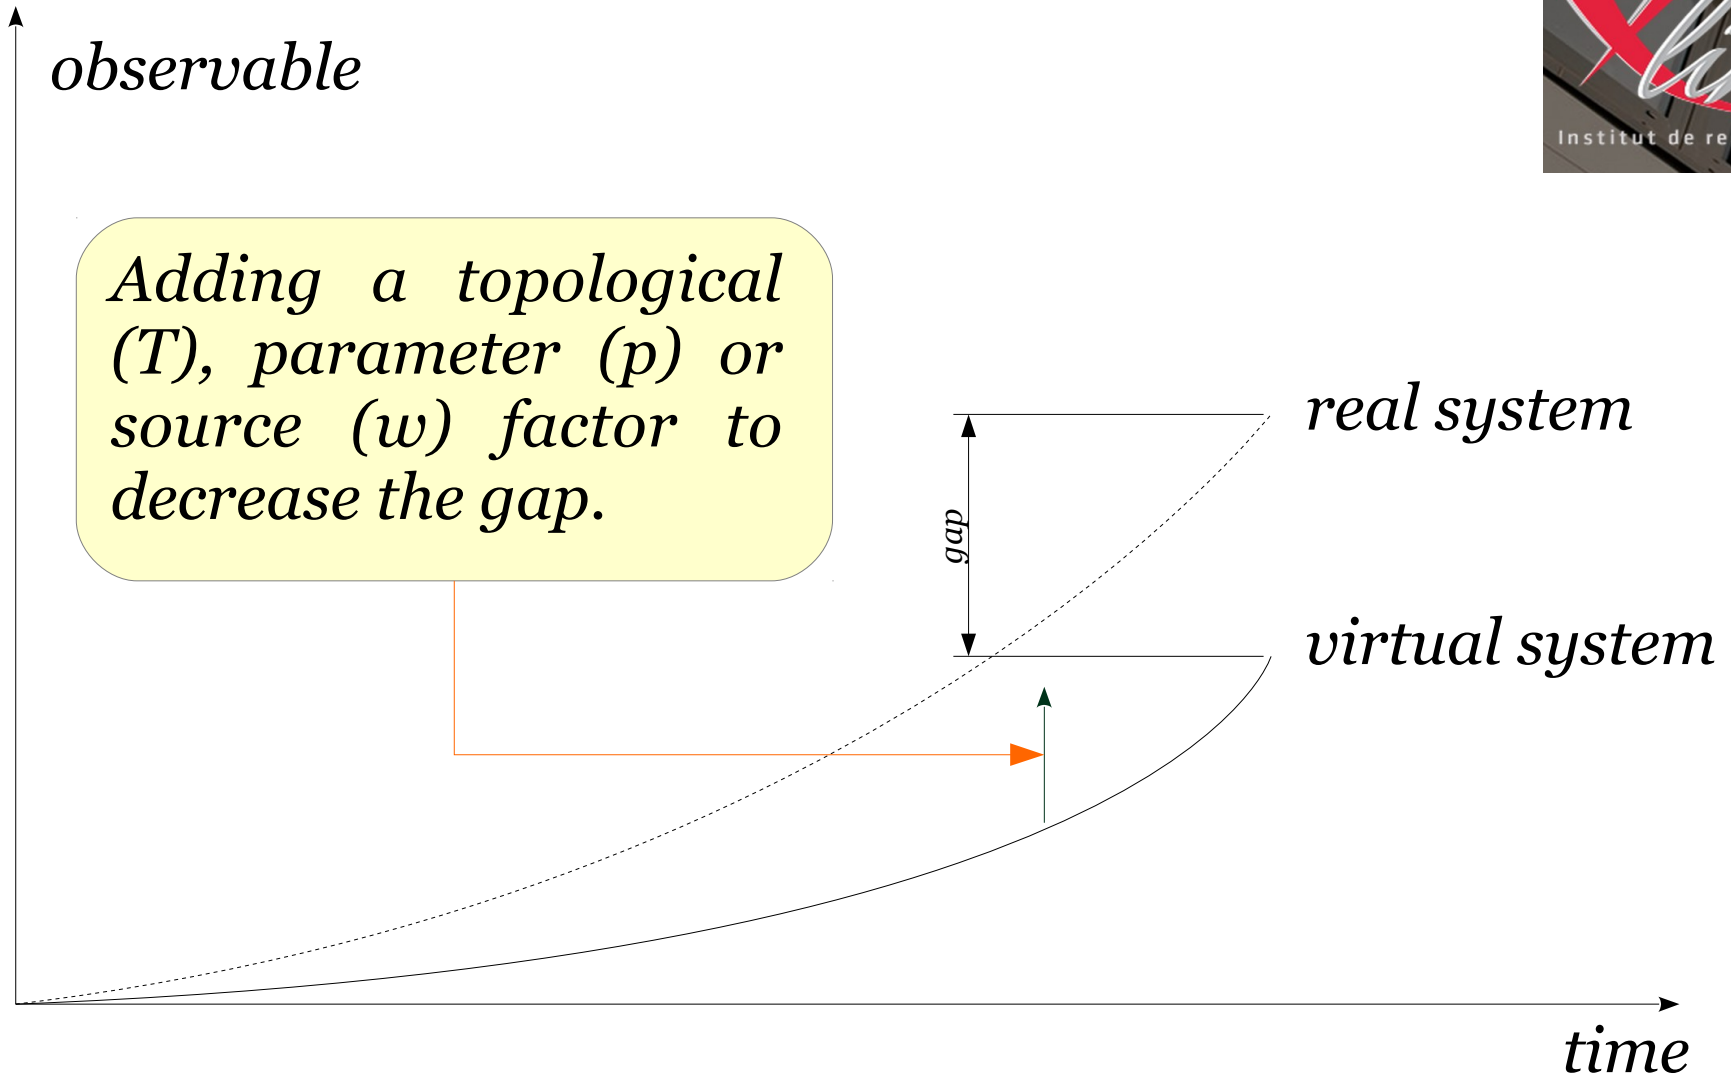 observable
Adding a topological
(T), parameter (p) or
source (w) factor to
decrease the gap.
real system
gap
virtual system
time
Institut de re